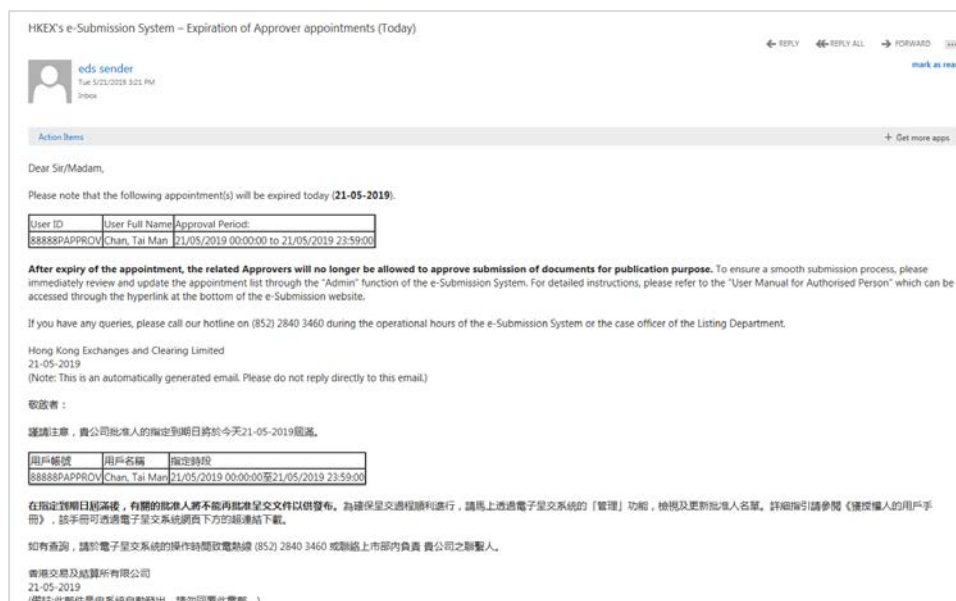 HKEX's e-Submission System – Expiration of Approver appointments (Today)
REPLY REPLY ALL FORWARD
mark as read
eds sender
Tue 5/21/2019 3:21 PM
Inbox
Action Items
+ Get more apps
Dear Sir/Madam,
Please note that the following appointment(s) will be expired today (21-05-2019).
User ID User Full Name Approval Period:
88888PAPPROV Chan, Tai Man 21/05/2019 00:00:00 to 21/05/2019 23:59:00
After expiry of the appointment, the related Approvers will no longer be allowed to approve submission of documents for publication purpose. To ensure a smooth submission process, please
immediately review and update the appointment list through the "Admin" function of the e-Submission System. For detailed instructions, please refer to the "User Manual for Authorised Person" which can be
accessed through the hyperlink at the bottom of the e-Submission website.
If you have any queries, please call our hotline on (852) 2840 3460 during the operational hours of the e-Submission System or the case officer of the Listing Department.
Hong Kong Exchanges and Clearing Limited
21-05-2019
(Note: This is an automatically generated email. Please do not reply directly to this email.)
敬啟者：
謹請注意，貴公司批准人的指定到期日將於今天21-05-2019屆滿。
用戶帳號 用戶名稱 指定時段
88888PAPPROV Chan, Tai Man 21/05/2019 00:00:00至21/05/2019 23:59:00
在指定到期日屆滿後，有關的批准人將不能再批准呈交文件以供發布。為確保呈交過程順利進行，請馬上透過電子呈交系統的「管理」功能，檢視及更新批准人名單。詳細指引請參閱《獲授權人的用戶手
冊》，該手冊可透過電子呈交系統網頁下方的超連結下載。
如有查詢，請於電子呈交系統的操作時間致電熱線 (852) 2840 3460 或聯絡上市部內負責 貴公司之聯繫人。
香港交易及結算所有限公司
21-05-2019